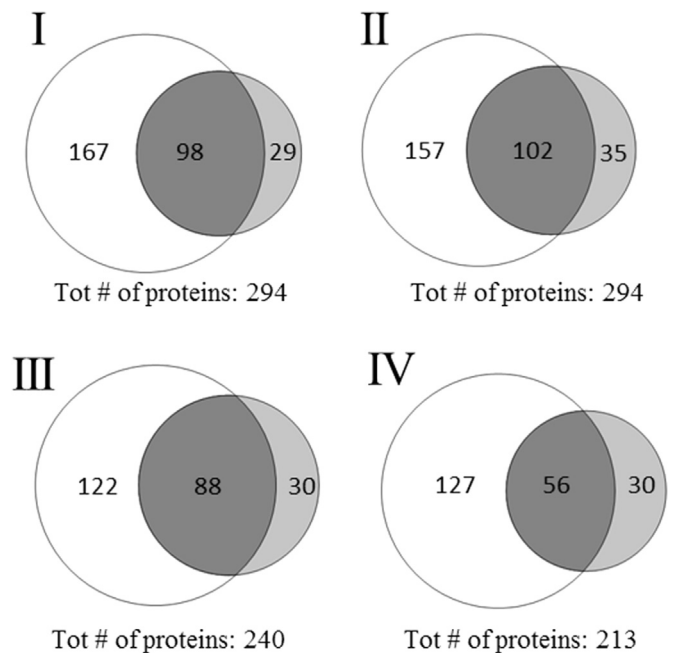 I
II
167 98 29
157 102 35
Tot # of proteins: 294
Tot # of proteins: 294
III
IV
122 88 30
127 56 30
Tot # of proteins: 240
Tot # of proteins: 213